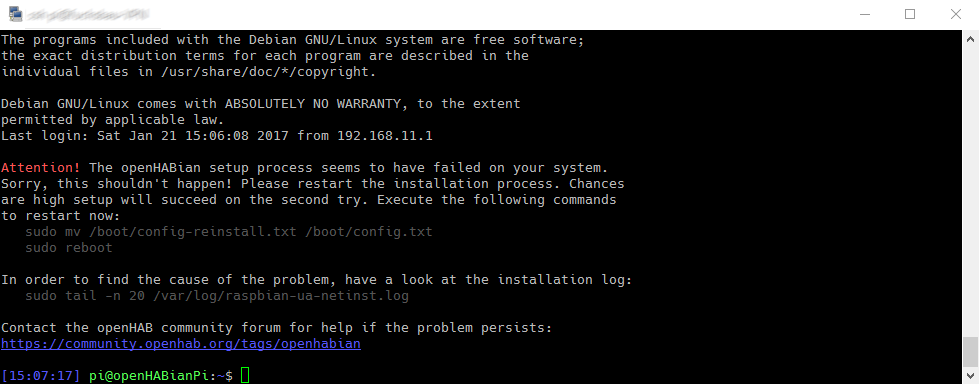 The programs included with the Debian GNU/Linux system are free software;
the exact distribution terms for each program are described in the
individual files in /usr/share/doc/*/copyright.
Debian GNU/Linux comes with ABSOLUTELY NO WARRANTY, to the extent
permitted by applicable law.
Last login: Sat Jan 21 15:06:08 2017 from 192.168.11.1
Attention! The openHABian setup process seems to have failed on your system.
Sorry, this shouldn't happen! Please restart the installation process. Chances
are high setup will succeed on the second try. Execute the following commands
to restart now:
sudo mv /boot/config-reinstall.txt /boot/config.txt
sudo reboot
In order to find the cause of the problem, have a look at the installation log:
sudo tail -n 20 /var/log/raspbian-ua-netinst.log
Contact the openHAB community forum for help if the problem persists:
https://community.openhab.org/tags/openhabian
[15:07:17] pi@openHABianPi:~$